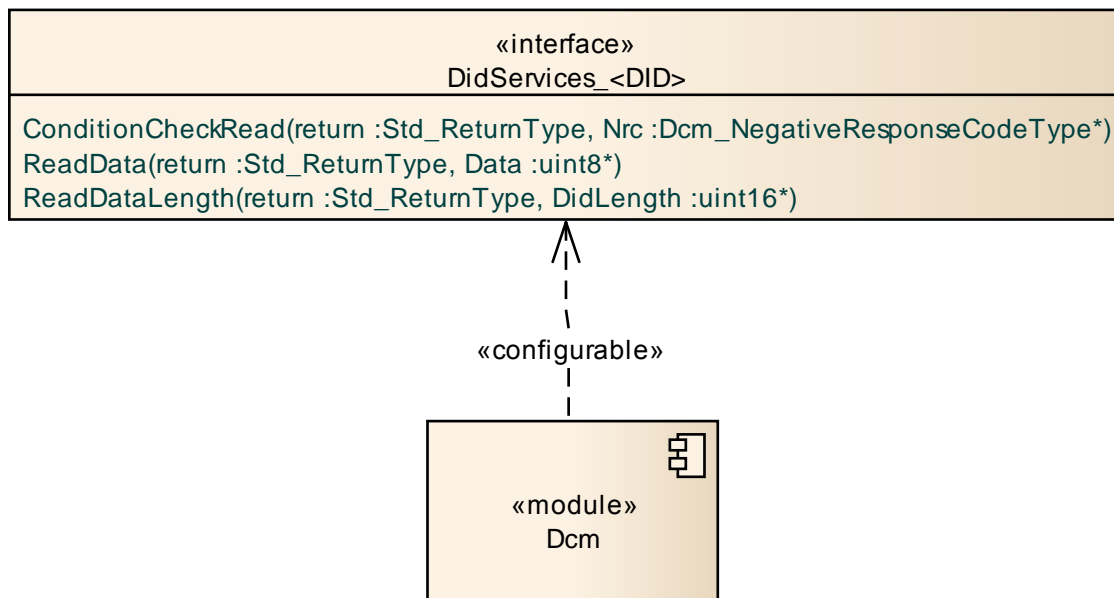 «interface»
DidServices_<DID>
ConditionCheckRead(return :Std_ReturnType, Nrc :Dcm_NegativeResponseCodeType*)
ReadData(return :Std_ReturnType, Data :uint8*)
ReadDataLength(return :Std_ReturnType, DidLength :uint16*)
«configurable»
«module»
Dcm